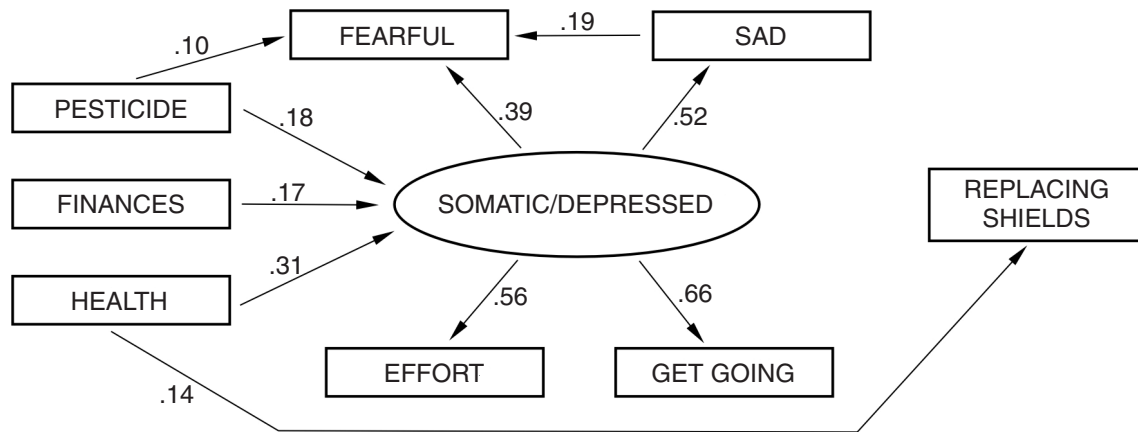 FEARFUL
.19
SAD
.10
PESTICIDE
.18
.39
.52
FINANCES
.17
SOMATIC/DEPRESSED
REPLACING
SHIELDS
HEALTH
.31
.56
.66
EFFORT
GET GOING
.14